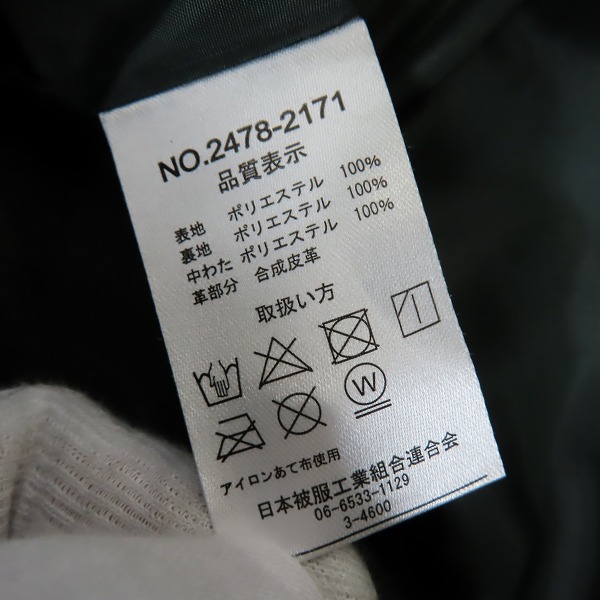 NO.2478-2171
品質表示
表地 ポリエステル 100%
裏地 ポリエステル 100%
中わた ポリエステル 100%
革部分 合成皮革
取扱い方
W
アイロンあて布使用
日本被服工業組合連合会
06-6533-1129
3-4600